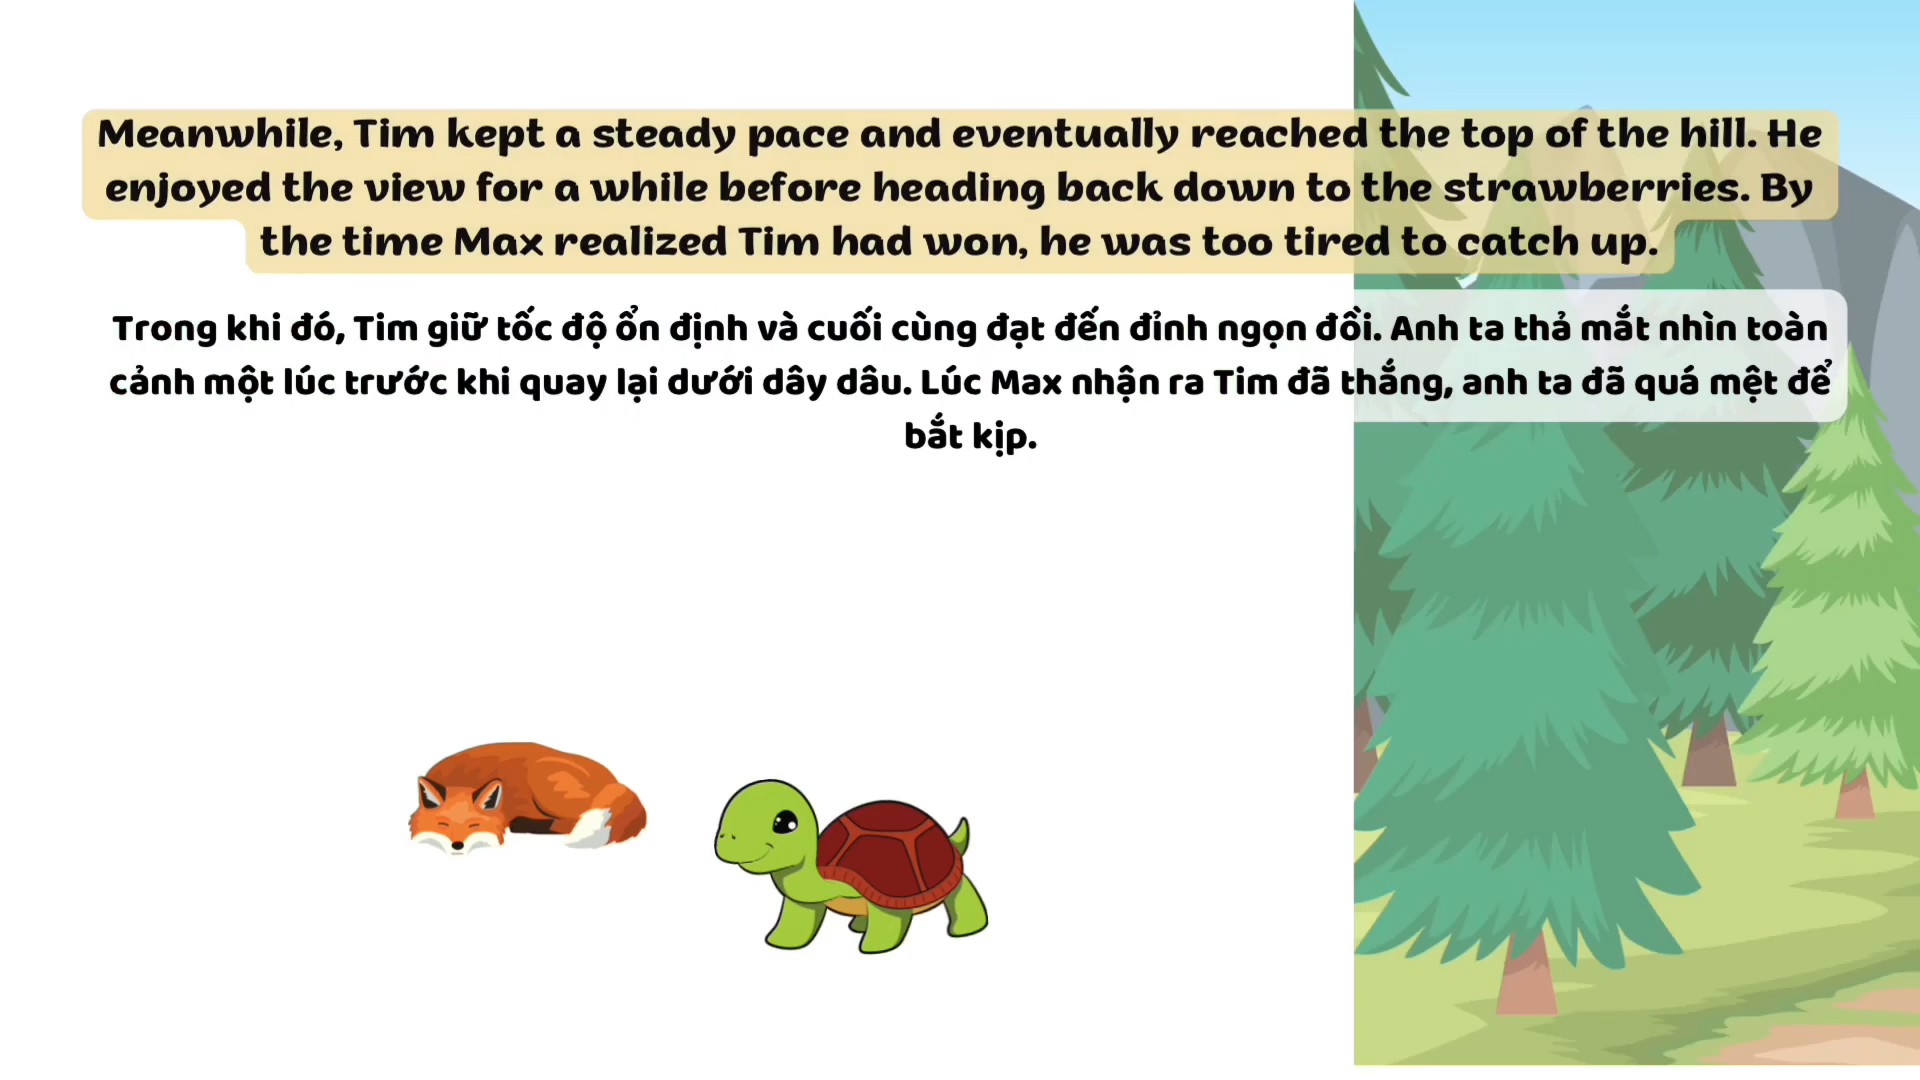 Meanwhile, Tim kept a steady pace and eventually reached the top of the hill. He
enjoyed the view for a while before heading back down to the strawberries. By
the time Max realized Tim had won, he was too tired to catch up.
Trong khi đó, Tim giữ tốc độ ổn định và cuối cùng đạt đến đỉnh ngọn đồi. Anh ta thả mắt nhìn toàn
cảnh một lúc trước khi quay lại dưới dây dâu. Lúc Max nhận ra Tim đã thắng, anh ta đã quá mệt để
bắt kịp.